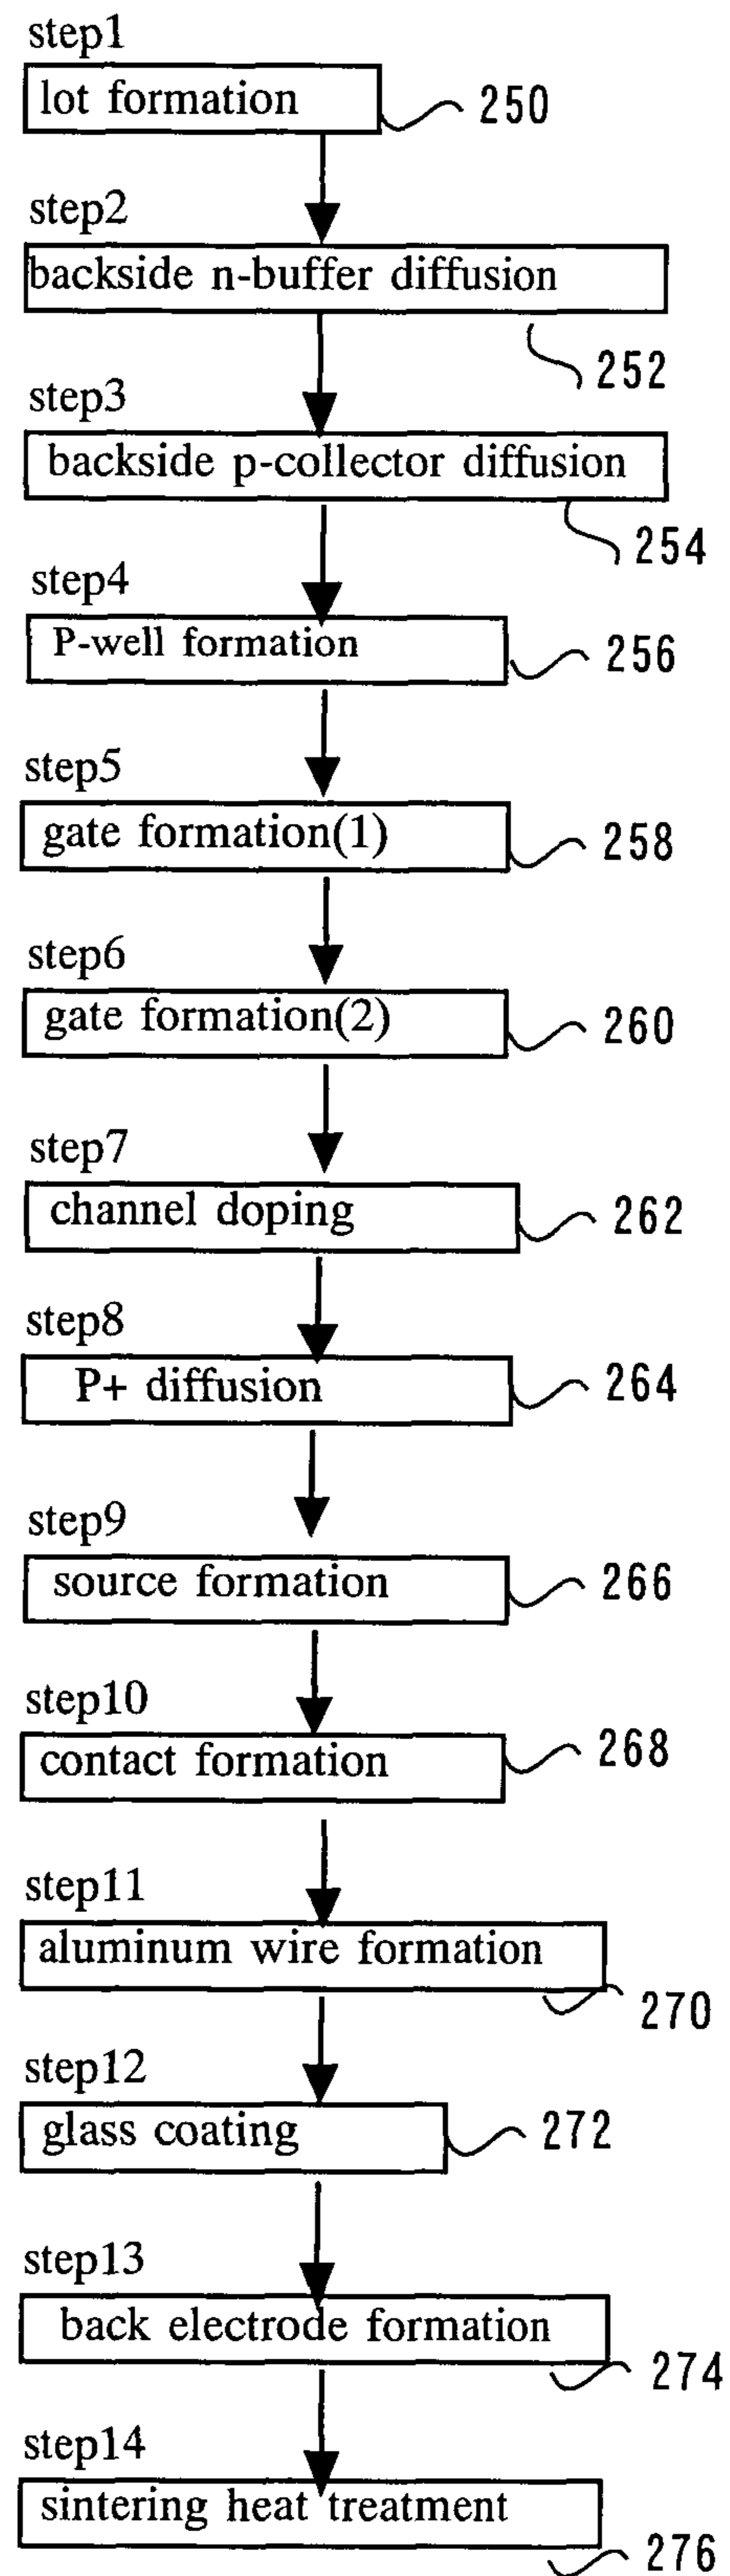 step1
lot formation 250
step2
backside n-buffer diffusion
252
step3
backside p-collector diffusion
254
step4
P-well formation 256
step5
gate formation(1) 258
step6
gate formation(2) 260
step7
channel doping 262
step8
P+ diffusion 264
step9
source formation 266
step10
contact formation 268
step11
aluminum wire formation
270
step12
glass coating 272
step13
back electrode formation
274
step14
sintering heat treatment
276